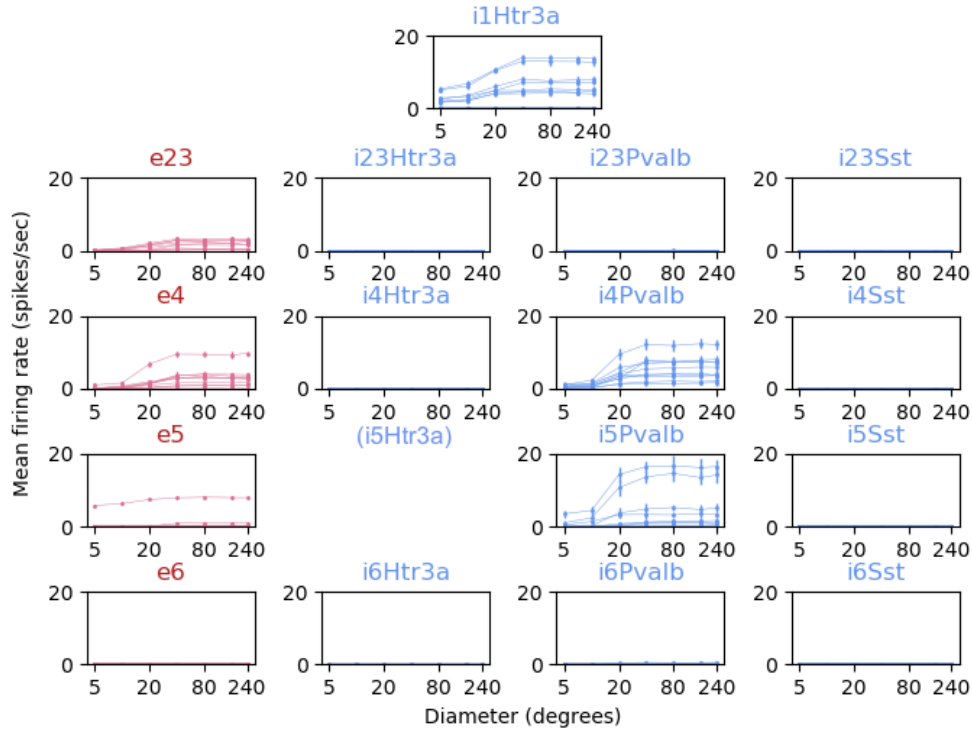 i1Htr3a
20
0
5 20 80 240
e23 i23Htr3a i23Pvalb i23Sst
20 20 20 20
0 0 0 0
5 20 80 240 5 20 80 240 5 20 80 240 5 20 80 240
e4 i4Htr3a i4Pvalb i4Sst
20 20 20 20
0 0 0 0
5 20 80 240 5 20 80 240 5 20 80 240 5 20 80 240
e5 (i5Htr3a) i5Pvalb i5Sst
20 20 20
0 0 0
5 20 80 240 5 20 80 240 5 20 80 240
e6 i6Htr3a i6Pvalb i6Sst
20 20 20 20
0 0 0 0
5 20 80 240 5 20 80 240 5 20 80 240 5 20 80 240
Mean firing rate (spikes/sec)
Diameter (degrees)